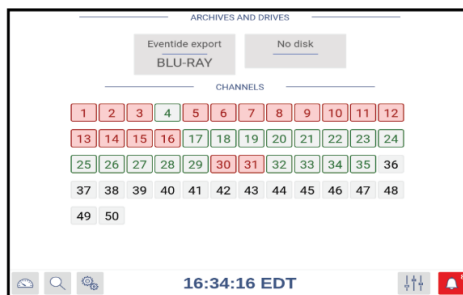 ARCHIVES AND DRIVES
Eventide export
BLU-RAY
No disk
CHANNELS
1 2 3 4 5 6 7 8 9 10 11 12
13 14 15 16 17 18 19 20 21 22 23 24
25 26 27 28 29 30 31 32 33 34 35 36
37 38 39 40 41 42 43 44 45 46 47 48
49 50
16:34:16 EDT